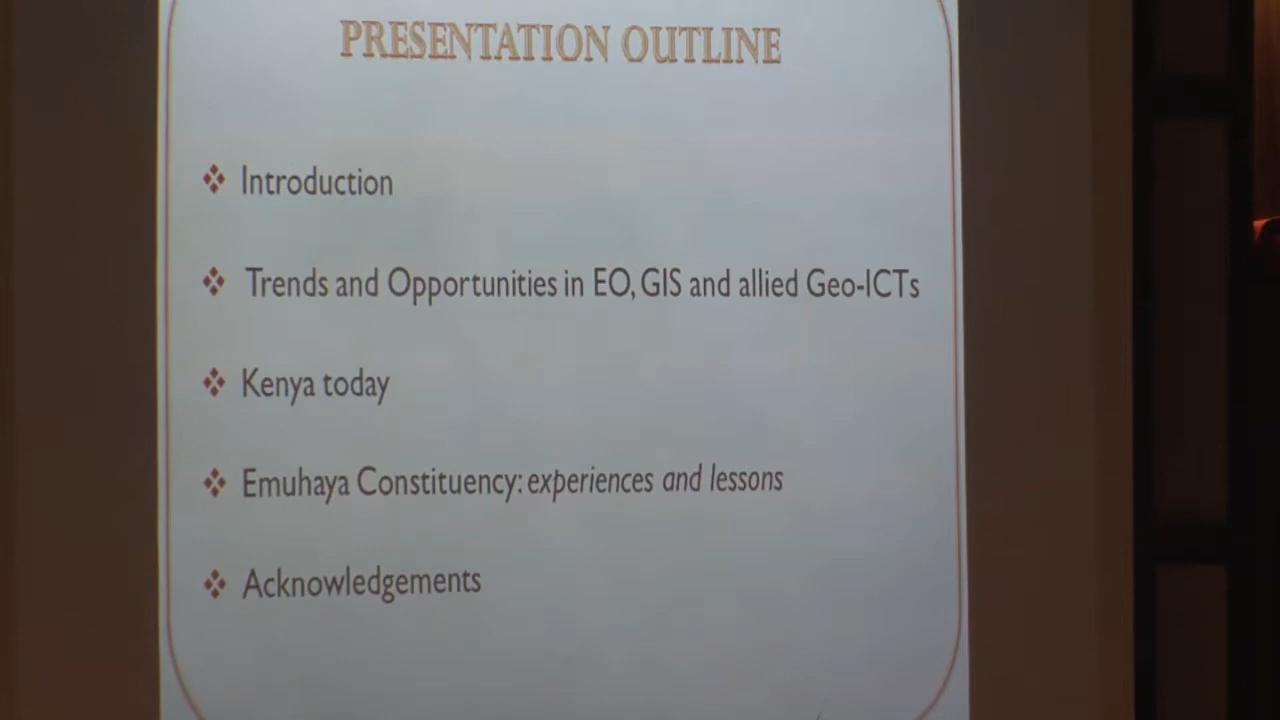 PRESENTATION OUTLINE
Introduction
Trends and Opportunities in EO, GIS and allied Geo-ICTs
Kenya today
Emuhaya Constituency: experiences and lessons
Acknowledgements